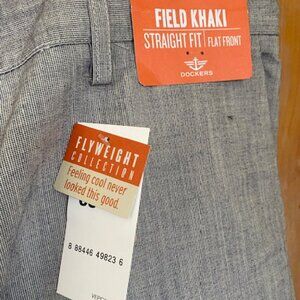 FIELD KHAKI
STRAIGHT FIT | FLAT FRONT
DOCKERS
FLYWEIGHT
COLLECTION
Feeling cool never
looked this good.
8 88446 49823 6